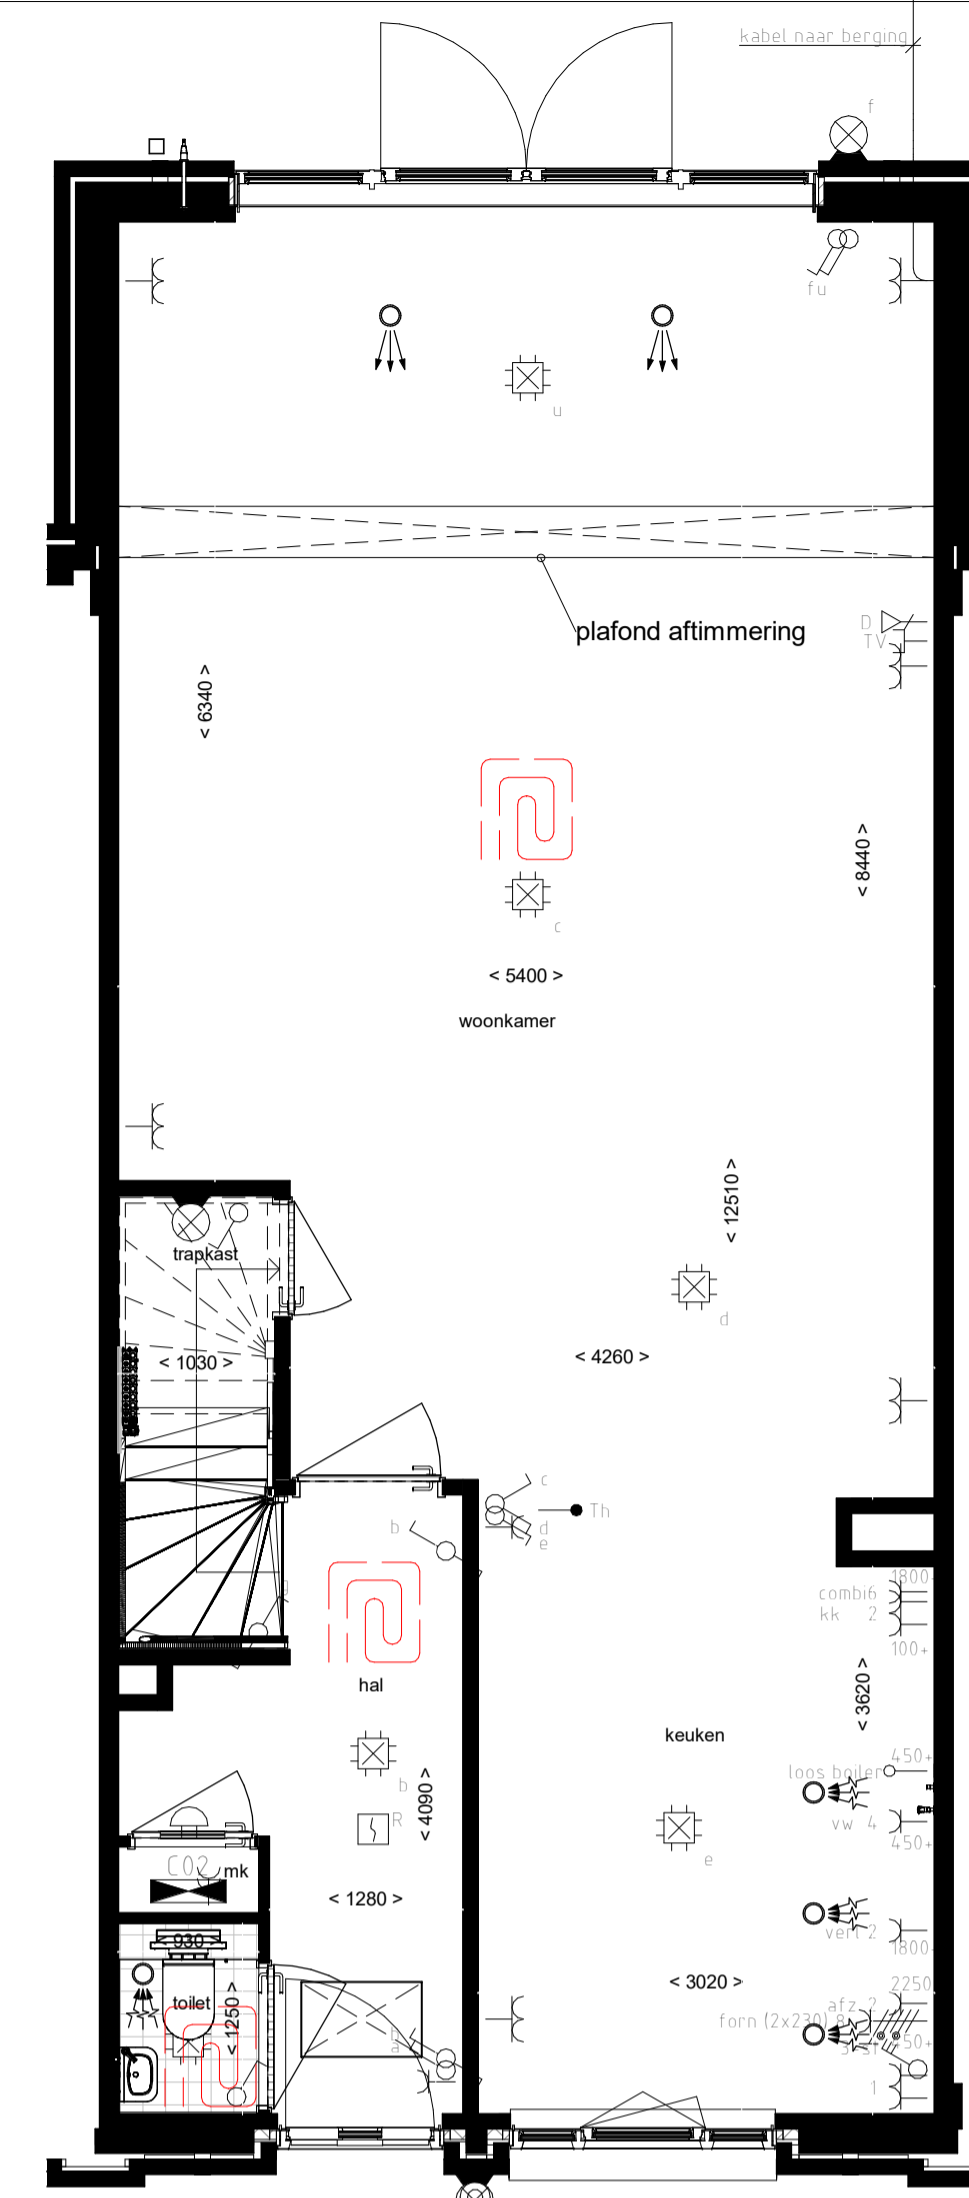 kabel naar berging
f
fu
u
plafond aftimmering
D
TV
< 6340 >
< 8440 >
c
< 5400 >
woonkamer
< 12510 >
trapkast
d
< 1030 >
< 4260 >
c
Th
b
d
e
1800
combi6
kk 2
g
100+
hal
< 3620 >
keuken
450+
loos boiler
b
< 4090 >
R
vw 4
450+
e
CO2
mk
< 1280 >
930
vert 2
1800
< 3020 >
2250
toilet
< 1250 >
afz 2
forn (2x230) 8
450+
b
a
1